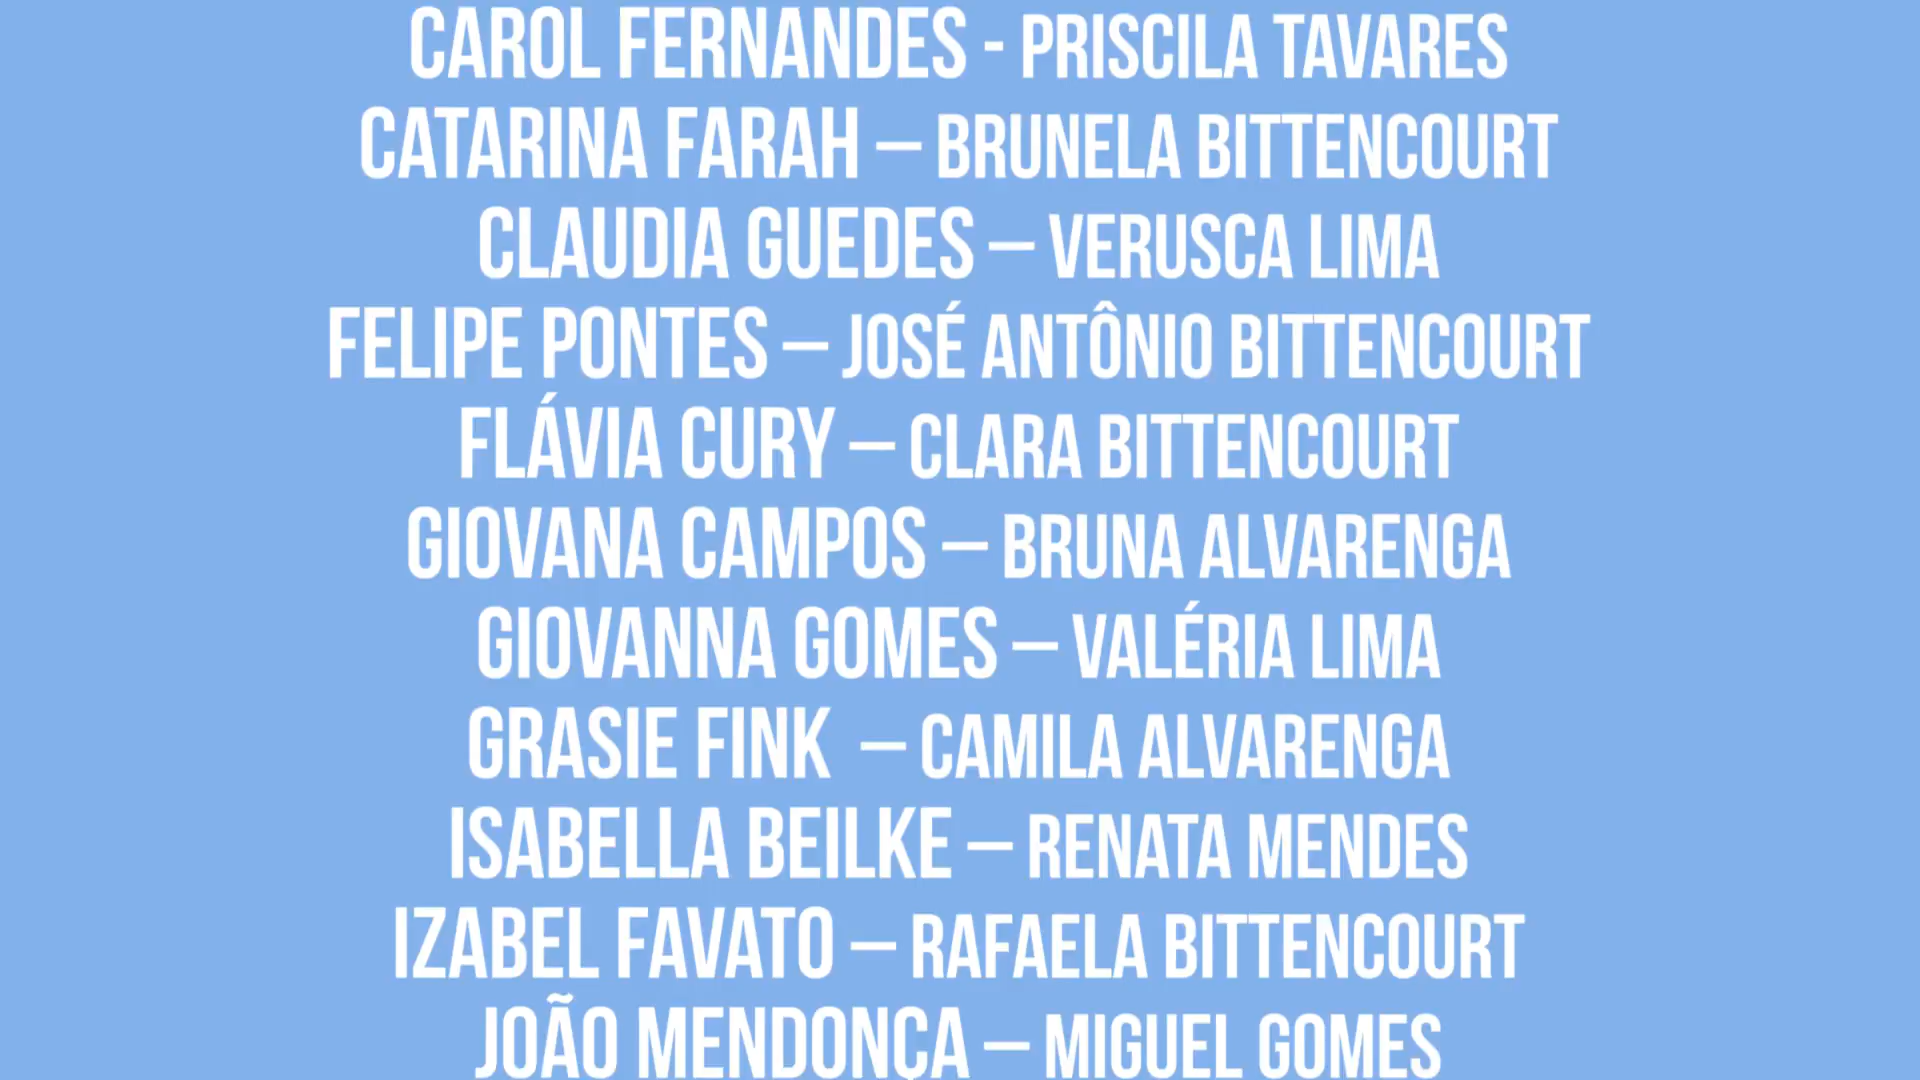 CAROL FERNANDES - PRISCILA TAVARES
CATARINA FARAH – BRUNELA BITTENCOURT
CLAUDIA GUEDES – VERUSCA LIMA
FELIPE PONTES – JOSÉ ANTÔNIO BITTENCOURT
FLÁVIA CURY – CLARA BITTENCOURT
GIOVANA CAMPOS – BRUNA ALVARENGA
GIOVANNA GOMES – VALÉRIA LIMA
GRASIE FINK – CAMILA ALVARENGA
ISABELLA BEILKE – RENATA MENDES
IZABEL FAVATO – RAFAELA BITTENCOURT
JOÃO MENDONÇA – MIGUEL GOMES